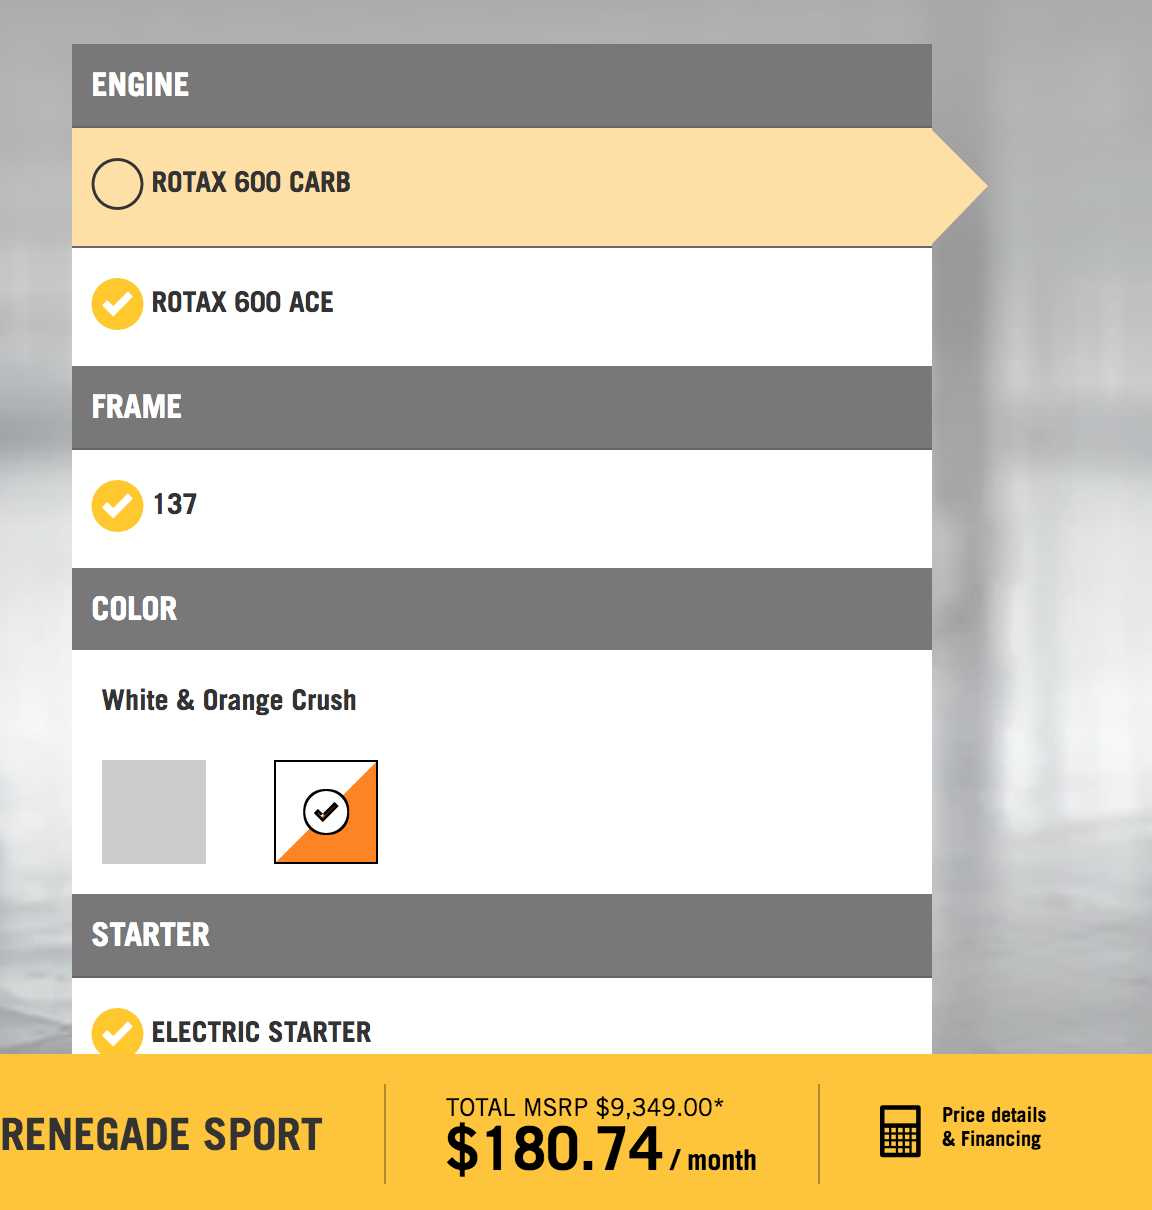 ENGINE
ROTAX 600 CARB
ROTAX 600 ACE
FRAME
137
COLOR
White & Orange Crush
STARTER
ELECTRIC STARTER
RENEGADE SPORT
TOTAL MSRP $9,349.00*
$180.74 / month
Price details
& Financing